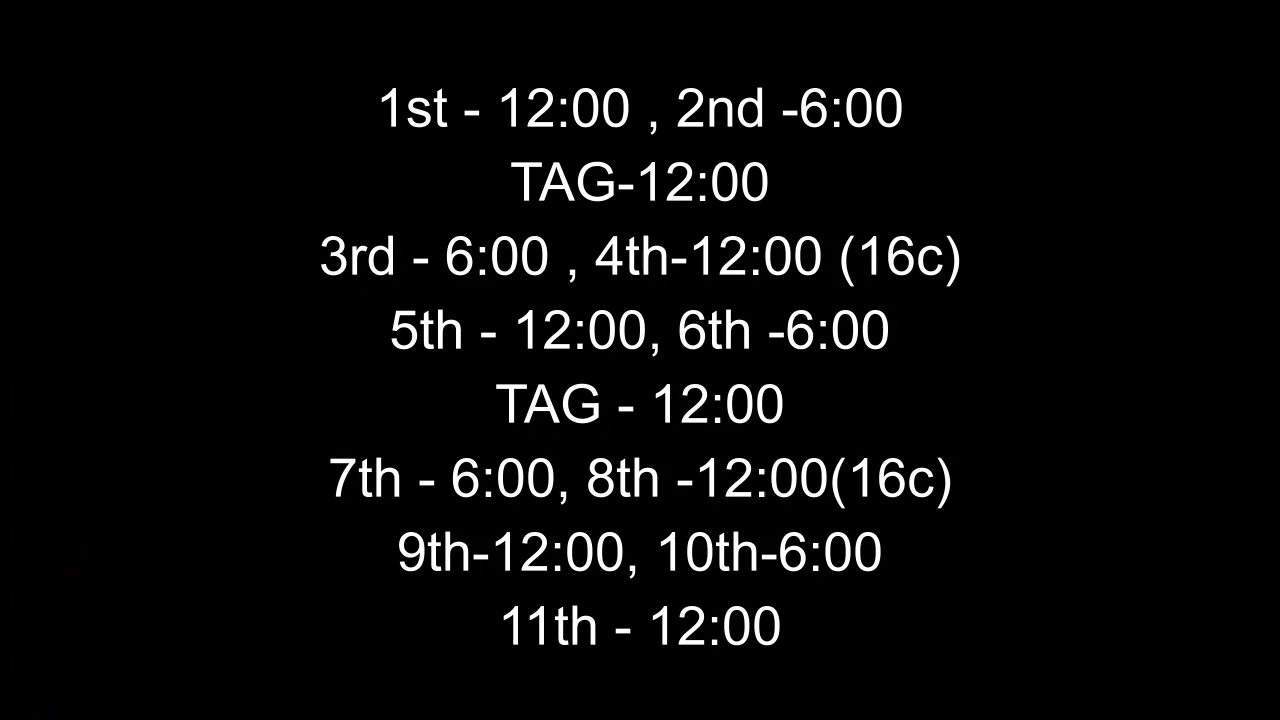 1st - 12:00 , 2nd -6:00
TAG-12:00
3rd - 6:00 , 4th-12:00 (16c)
5th - 12:00, 6th -6:00
TAG - 12:00
7th - 6:00, 8th -12:00(16c)
9th-12:00, 10th-6:00
11th - 12:00